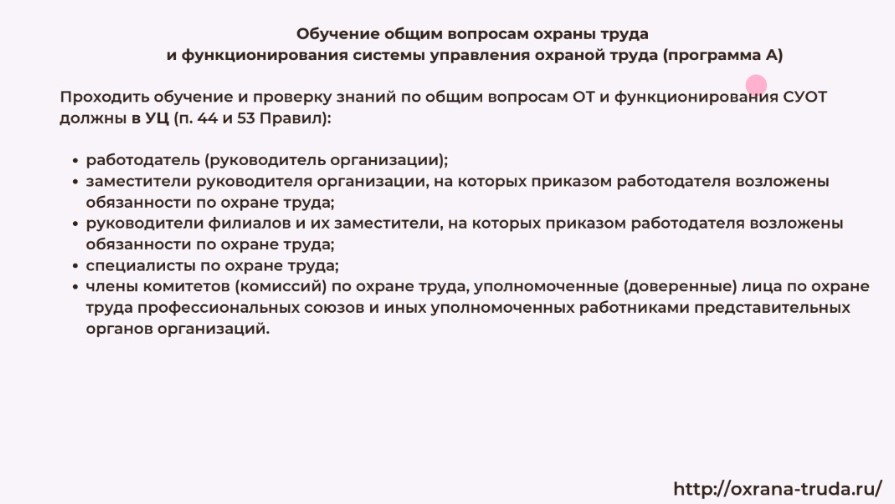 Обучение общим вопросам охраны труда
и функционирования системы управления охраной труда (программа А)
Проходить обучение и проверку знаний по общим вопросам ОТ и функционирования СУОТ
должны в УЦ (п. 44 и 53 Правил):
• работодатель (руководитель организации);
• заместители руководителя организации, на которых приказом работодателя возложены
обязанности по охране труда;
• руководители филиалов и их заместители, на которых приказом работодателя возложены
обязанности по охране труда;
• специалисты по охране труда;
• члены комитетов (комиссий) по охране труда, уполномоченные (доверенные) лица по охране
труда профессиональных союзов и иных уполномоченных работниками представительных
органов организаций.
http://oxrana-truda.ru/